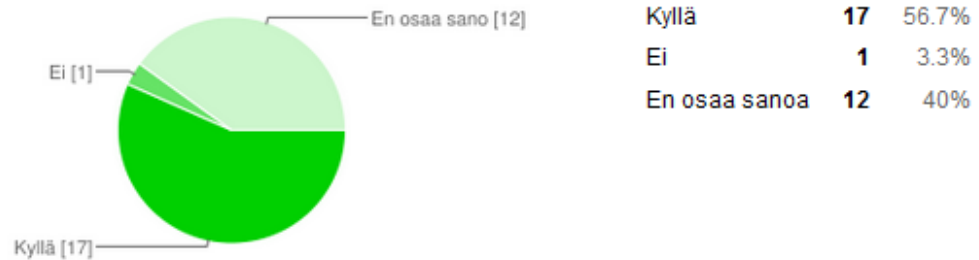 En osaa sano [12]
Ei [1]
Kyllä [17]
Kyllä 17 56.7%
Ei 1 3.3%
En osaa sanoa 12 40%